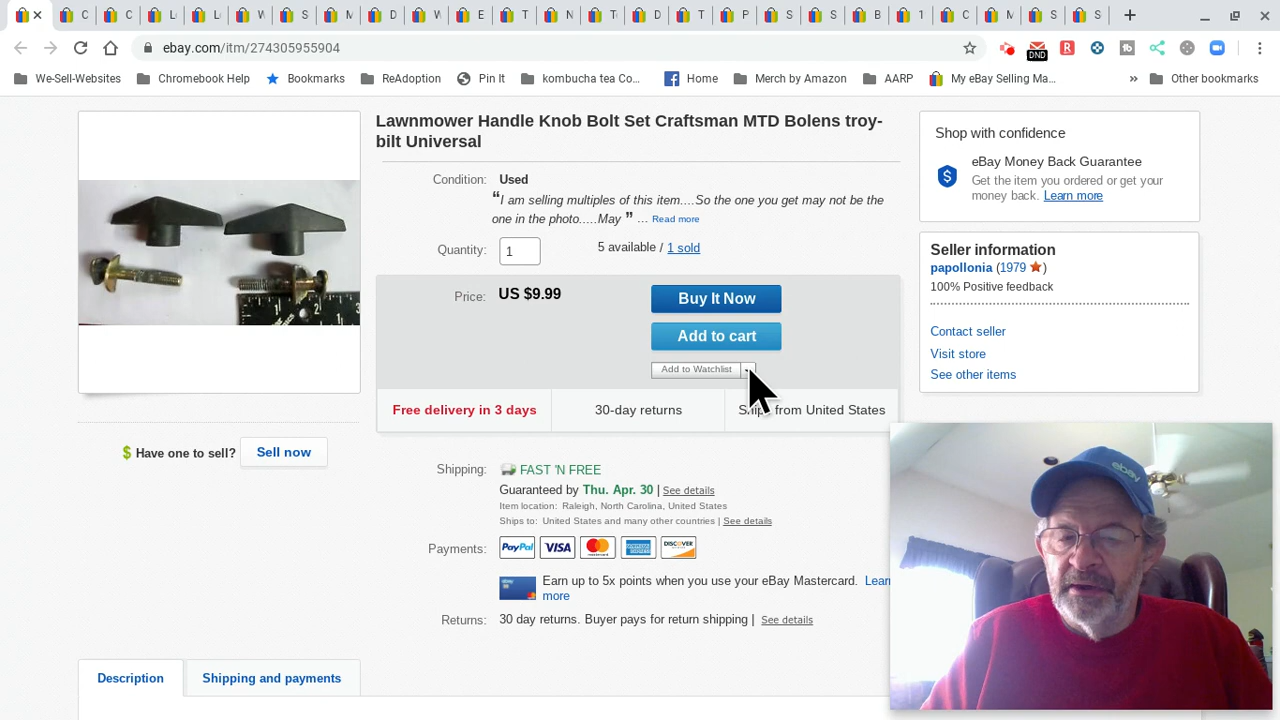 C
C
C
L
L
W
S
M
D
W
E
T
N
T
D
T
P
S
S
B
1
C
M
S
S
ebay.com/itm/274305955904
DND
We-Sell-Websites
Chromebook Help
Bookmarks
ReAdoption
Pin It
kombucha tea Co...
Home
Merch by Amazon
AARP
My eBay Selling Ma...
»
Other bookmarks
Lawnmower Handle Knob Bolt Set Craftsman MTD Bolens troy-
bilt Universal
Condition: Used
“I am selling multiples of this item....So the one you get may not be the
one in the photo.....May ” ... Read more
Quantity: 1 5 available / 1 sold
Price: US $9.99
Buy It Now
Add to cart
Add to Watchlist
Free delivery in 3 days 30-day returns from United States
Shipping: FAST 'N FREE
Guaranteed by Thu. Apr. 30 | See details
Item location: Raleigh, North Carolina, United States
Ships to: United States and many other countries | See details
Payments: PayPal VISA MasterCard AMERICAN EXPRESS DISCOVER
Earn up to 5x points when you use your eBay Mastercard. Learn
more
Returns: 30 day returns. Buyer pays for return shipping | See details
Have one to sell? Sell now
Description
Shipping and payments
Shop with confidence
eBay Money Back Guarantee
Get the item you ordered or get your
money back. Learn more
Seller information
papollonia (1979)
100% Positive feedback
Contact seller
Visit store
See other items
ebay